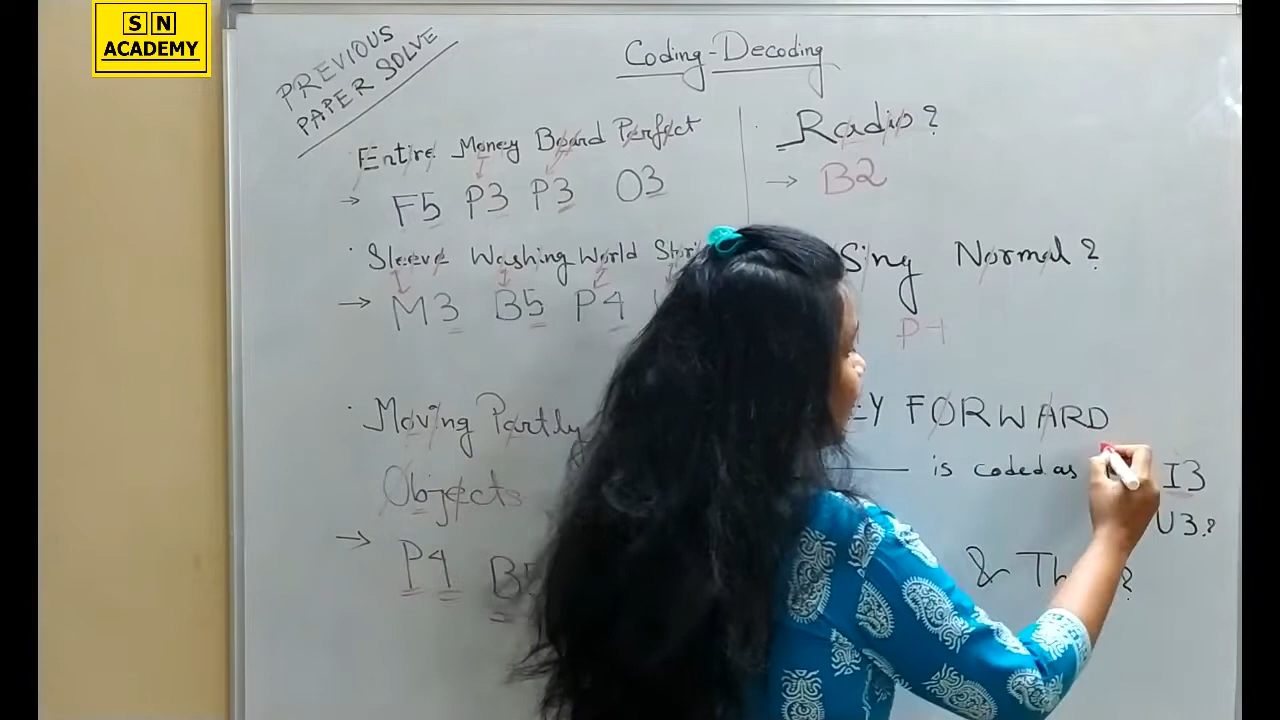 S N
ACADEMY
PREVIOUS
PAPER SOLVE
Coding-Decoding
Entire Money Board Perfect
→ F5 P3 P3 O3
Radio?
→ B2
Sleeve Washing World
→ M3 B5 P4
Sing Normal?
Moving Partly
Objects
→ P4
EY FORWARD
is coded as I3
U3?
&